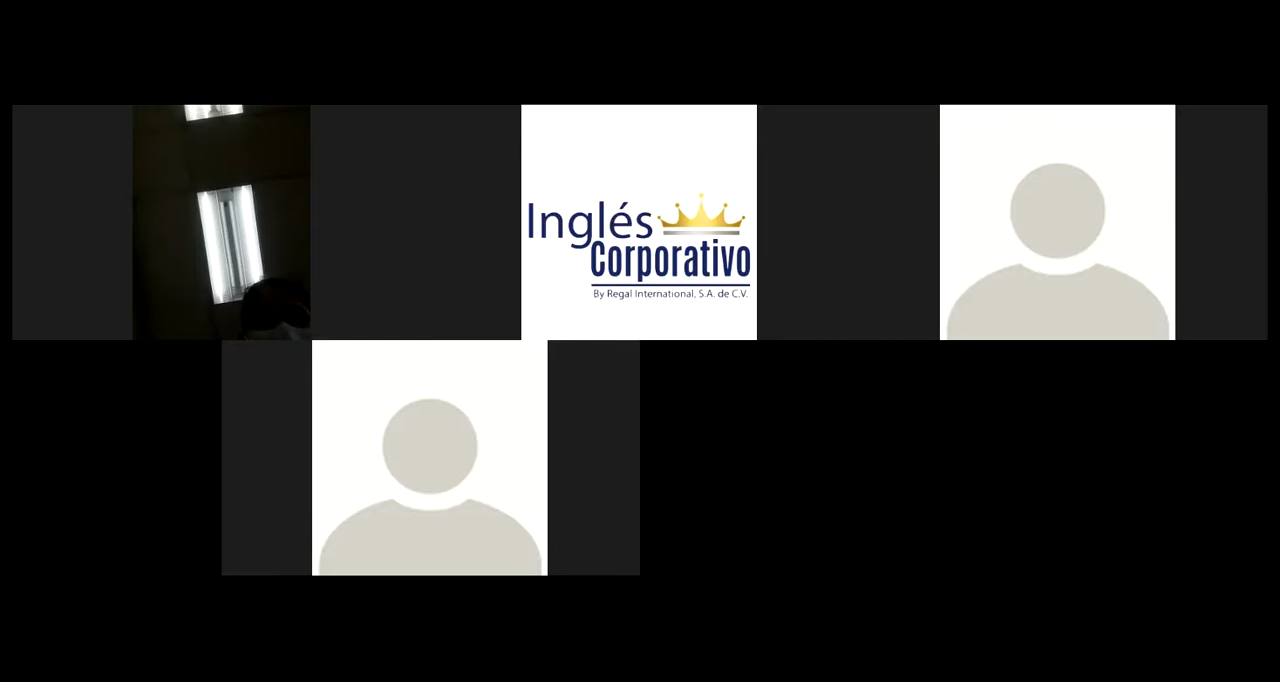 Inglés
Corporativo
By Regal International, S.A. de C.V.